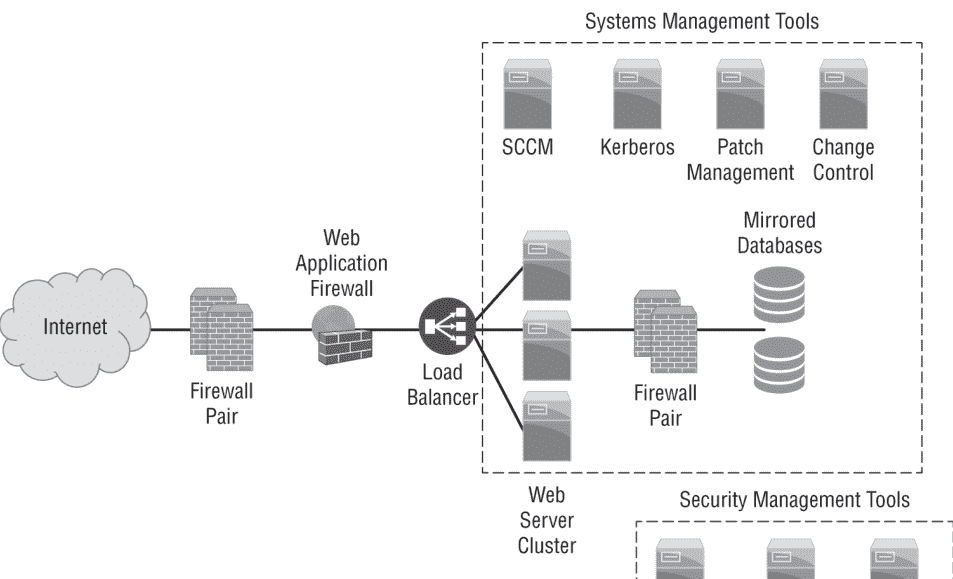 Systems Management Tools
SCCM
Kerberos
Patch
Management
Change
Control
Mirrored
Databases
Web
Application
Firewall
Internet
Firewall
Pair
Load
Balancer
Firewall
Pair
Web
Server
Cluster
Security Management Tools